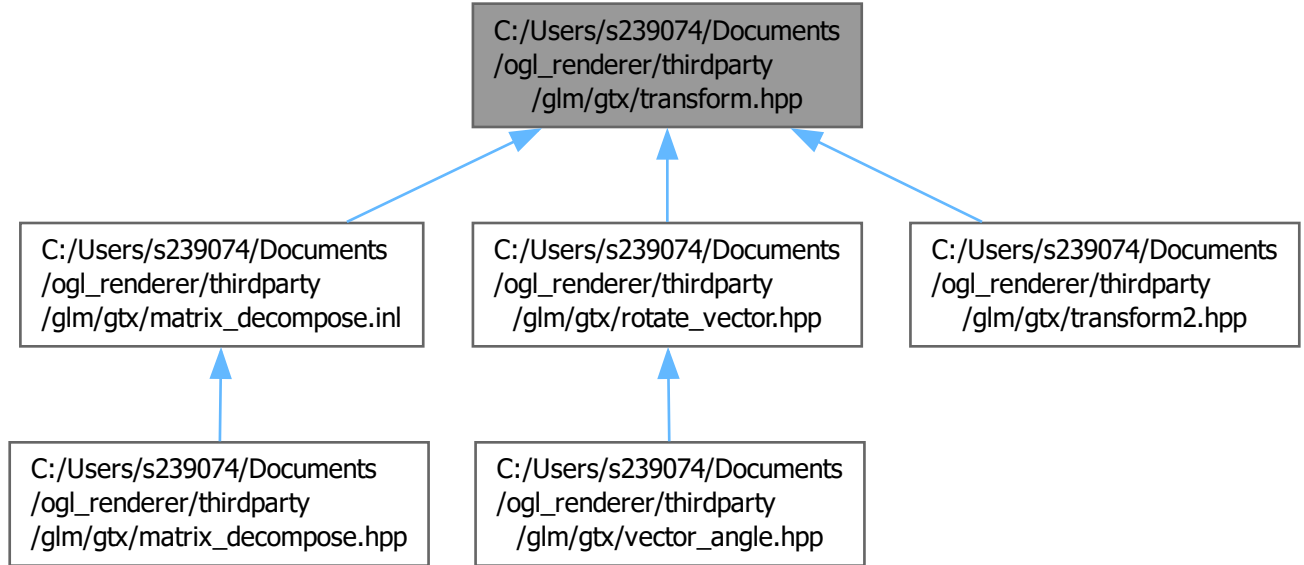 C:/Users/s239074/Documents
/ogl_renderer/thirdparty
/glm/gtx/transform.hpp
C:/Users/s239074/Documents
/ogl_renderer/thirdparty
/glm/gtx/matrix_decompose.inl
C:/Users/s239074/Documents
/ogl_renderer/thirdparty
/glm/gtx/rotate_vector.hpp
C:/Users/s239074/Documents
/ogl_renderer/thirdparty
/glm/gtx/transform2.hpp
C:/Users/s239074/Documents
/ogl_renderer/thirdparty
/glm/gtx/matrix_decompose.hpp
C:/Users/s239074/Documents
/ogl_renderer/thirdparty
/glm/gtx/vector_angle.hpp